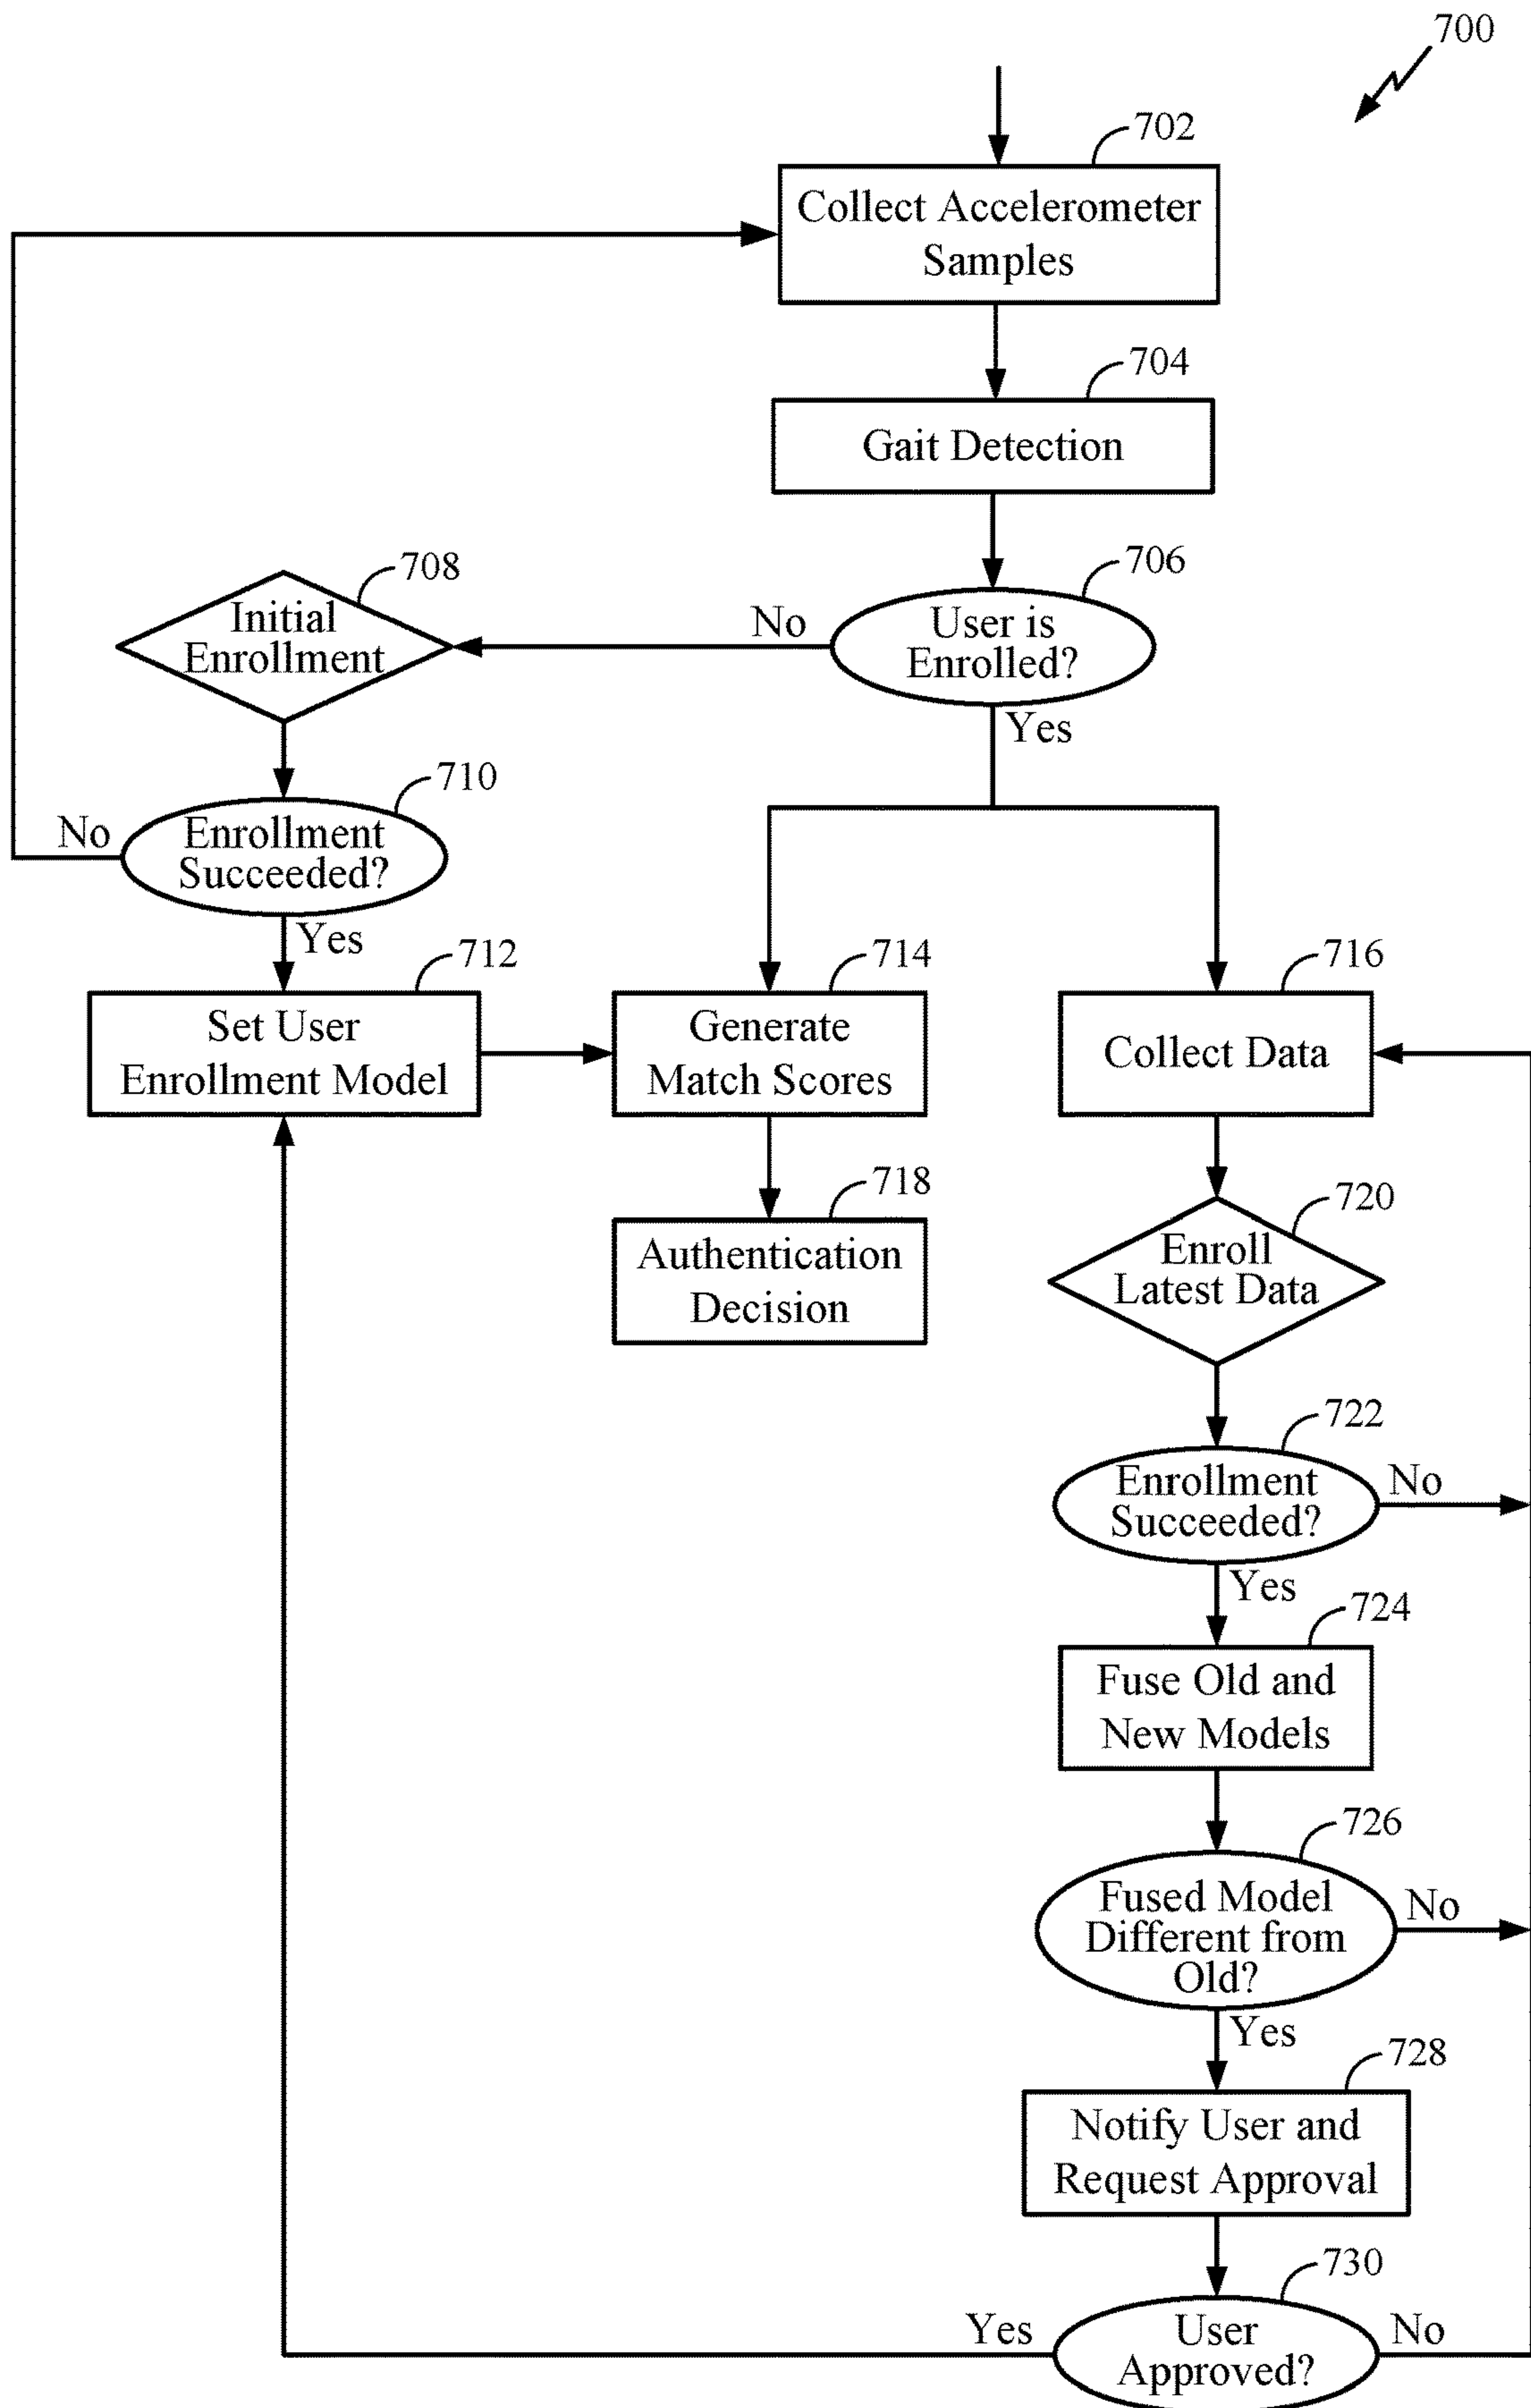 700
702
Collect Accelerometer
Samples
704
Gait Detection
706
User is
Enrolled?
No
Yes
708
Initial
Enrollment
710
Enrollment
Succeeded?
No
Yes
712
Set User
Enrollment Model
714
Generate
Match Scores
716
Collect Data
718
Authentication
Decision
720
Enroll
Latest Data
722
Enrollment
Succeeded?
No
Yes
724
Fuse Old and
New Models
726
Fused Model
Different from
Old?
No
Yes
728
Notify User and
Request Approval
730
User
Approved?
Yes
No